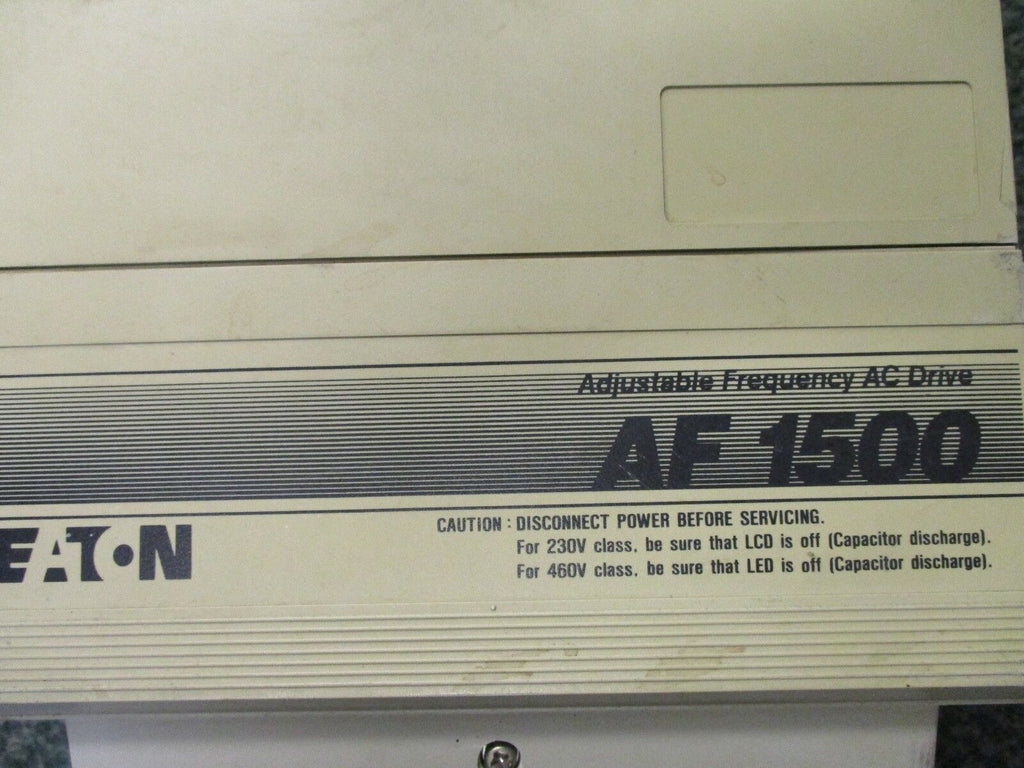 Adjustable Frequency AC Drive
AF 1500
EATON
CAUTION : DISCONNECT POWER BEFORE SERVICING.
For 230V class, be sure that LCD is off (Capacitor discharge).
For 460V class, be sure that LED is off (Capacitor discharge).